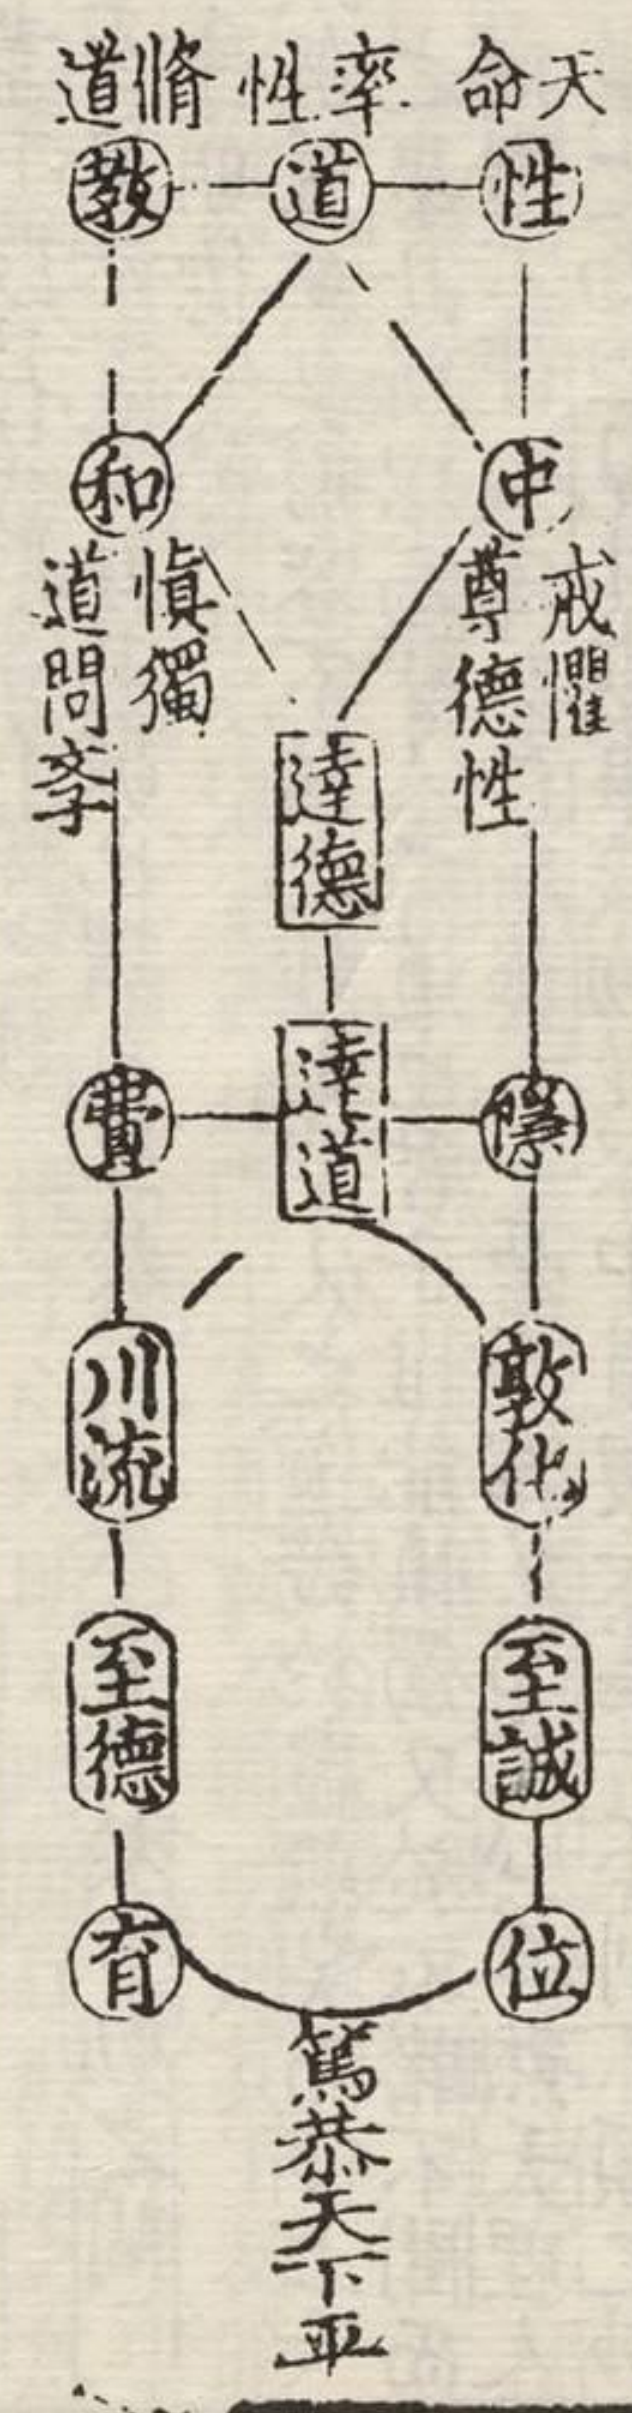 天命
率性
脩道
性
道
教
中
和
戒懼
尊德性
慎獨
道問斈
達德
達道
隱
費
敦化
川流
至誠
至德
位
育
篤恭天下平